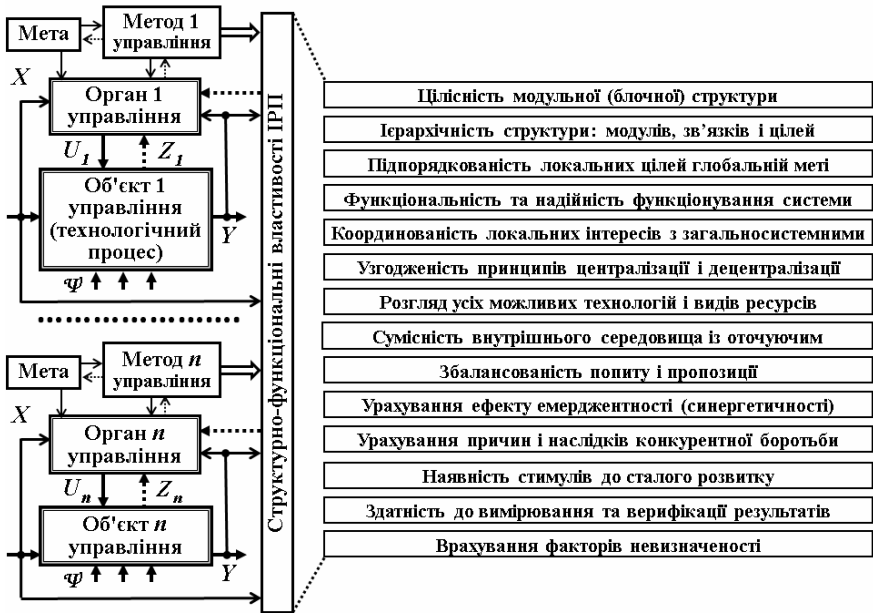 Мета
Метод 1
управління
X
Орган 1
управління
U1
Z1
Об'єкт 1
управління
(технологічний
процес)
Y
Ψ
Мета
Метод n
управління
X
Орган n
управління
Un
Zn
Об'єкт n
управління
Y
Ψ
Структурно-функціональні властивості ІРП
Цілісність модульної (блочної) структури
Ієрархічність структури: модулів, зв’язків і цілей
Підпорядкованість локальних цілей глобальній меті
Функціональність та надійність функціонування системи
Координованість локальних інтересів з загальносистемними
Узгодженість принципів централізації і децентралізації
Розгляд усіх можливих технологій і видів ресурсів
Сумісність внутрішнього середовища із оточуючим
Збалансованість попиту і пропозиції
Урахування ефекту емерджентності (синергетичності)
Урахування причин і наслідків конкурентної боротьби
Наявність стимулів до сталого розвитку
Здатність до вимірювання та верифікації результатів
Врахування факторів невизначеності